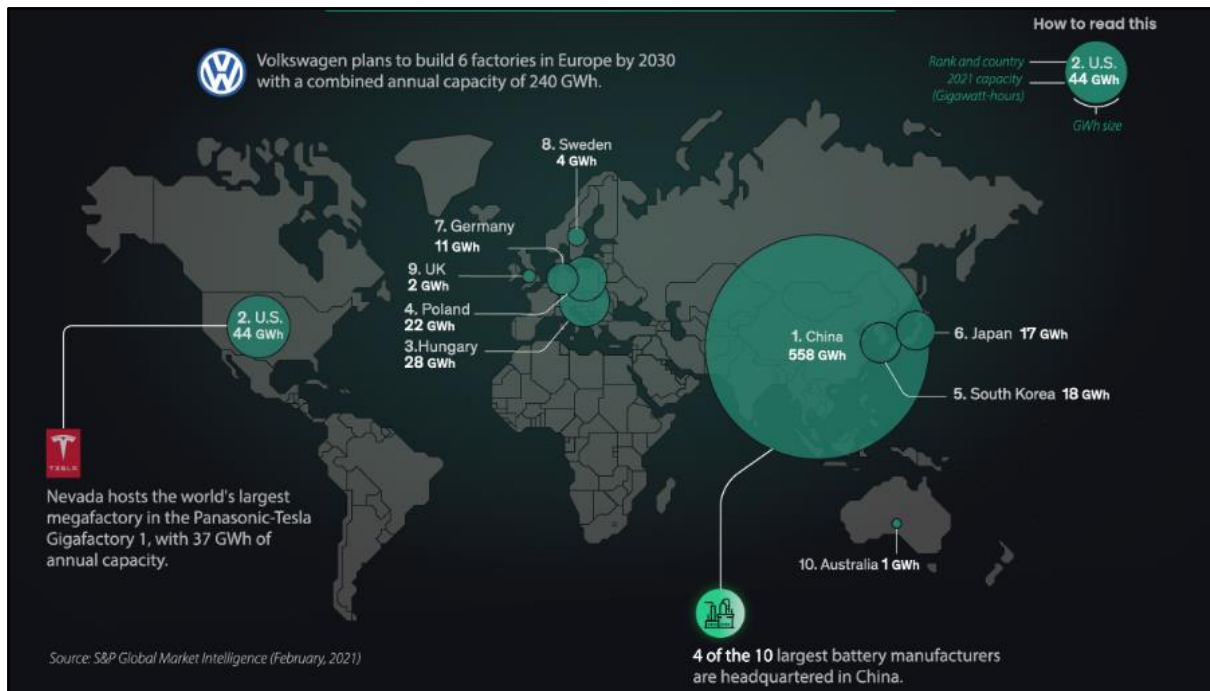 Volkswagen plans to build 6 factories in Europe by 2030
with a combined annual capacity of 240 GWh.
How to read this
Rank and country
2021 capacity
(Gigawatt-hours)
2. U.S.
44 GWh
GWh size
8. Sweden
4 GWh
7. Germany
11 GWh
9. UK
2 GWh
4. Poland
22 GWh
3.Hungary
28 GWh
2. U.S.
44 GWh
1. China
558 GWh
6. Japan 17 GWh
5. South Korea 18 GWh
10. Australia 1 GWh
TESLA
Nevada hosts the world's largest
megafactory in the Panasonic-Tesla
Gigafactory 1, with 37 GWh of
annual capacity.
4 of the 10 largest battery manufacturers
are headquartered in China.
Source: S&P Global Market Intelligence (February, 2021)